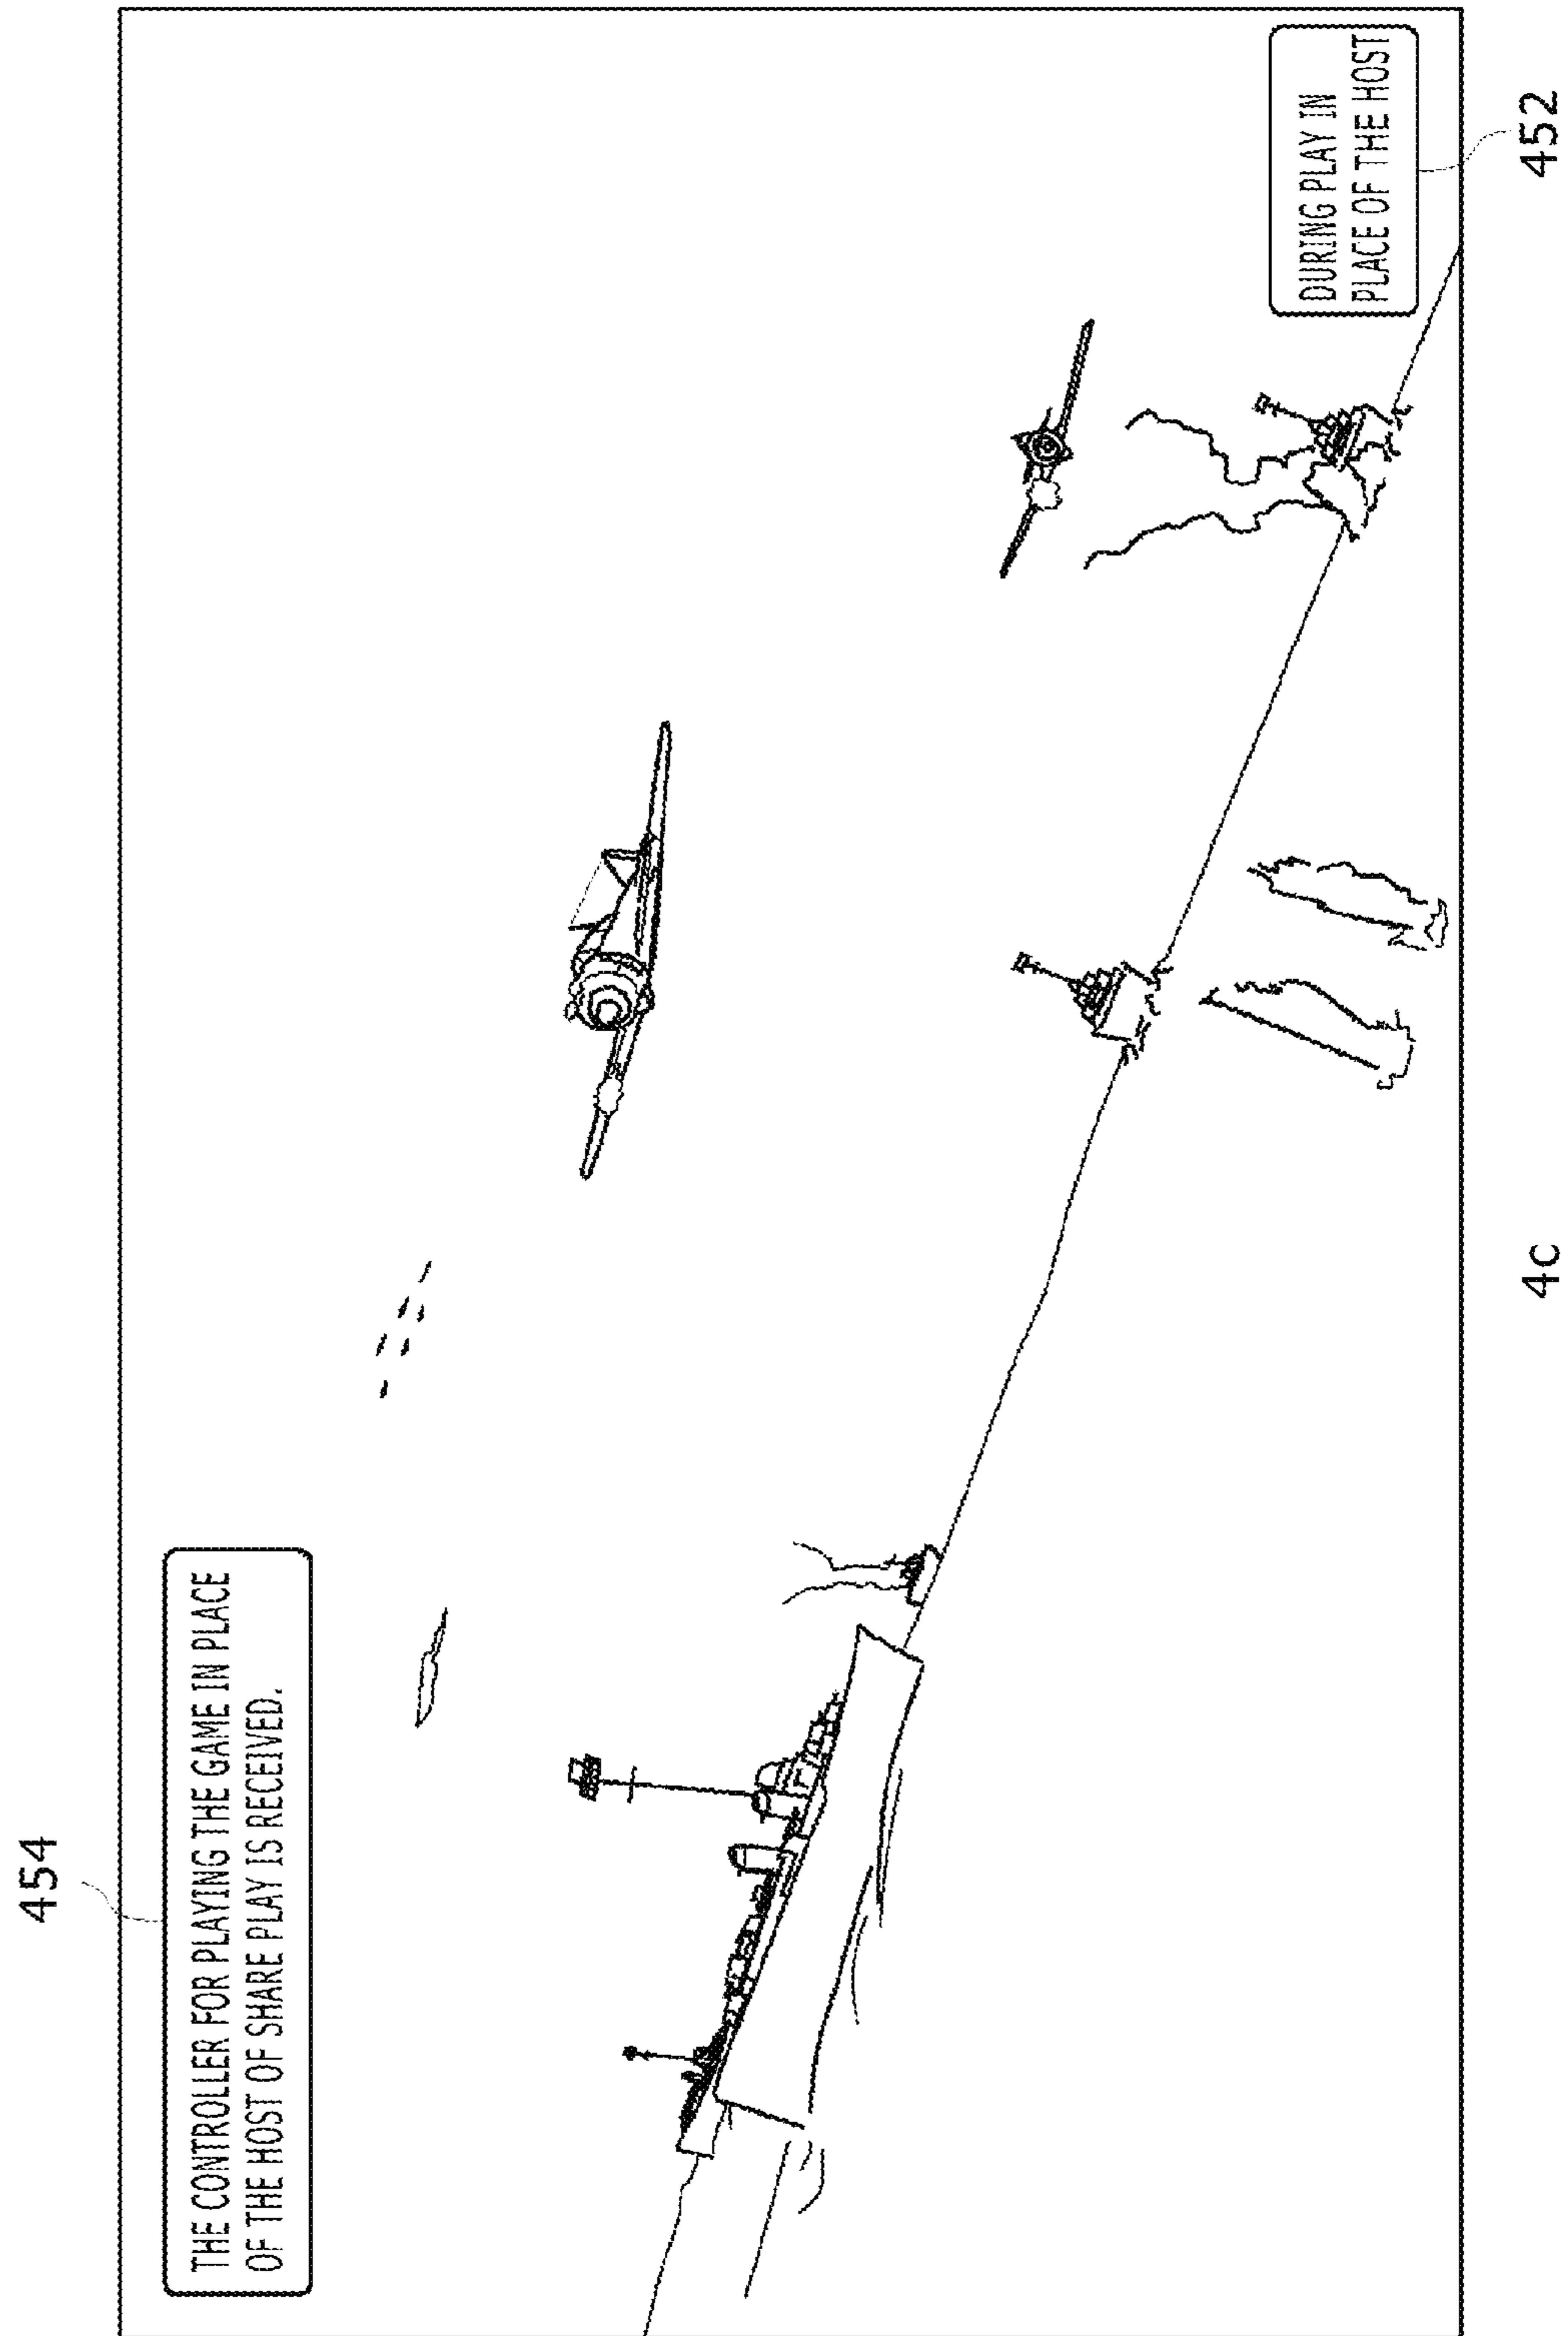 454
THE CONTROLLER FOR PLAYING THE GAME IN PLACE
OF THE HOST OF SHARE PLAY IS RECEIVED.
DURING PLAY IN
PLACE OF THE HOST
452
4c